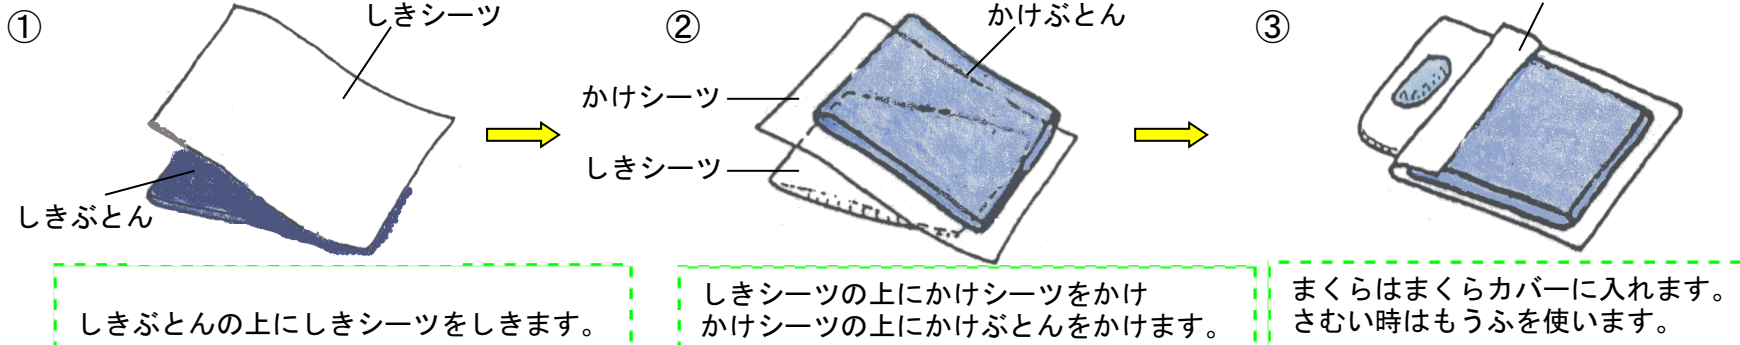 ①
しきシーツ
しきぶとん
しきぶとんの上にしきシーツをしきます。
②
かけぶとん
かけシーツ
しきシーツ
しきシーツの上にかけシーツをかけ
かけシーツの上にかけぶとんをかけます。
③
まくらはまくらカバーに入れます。
さむい時はもうふを使います。